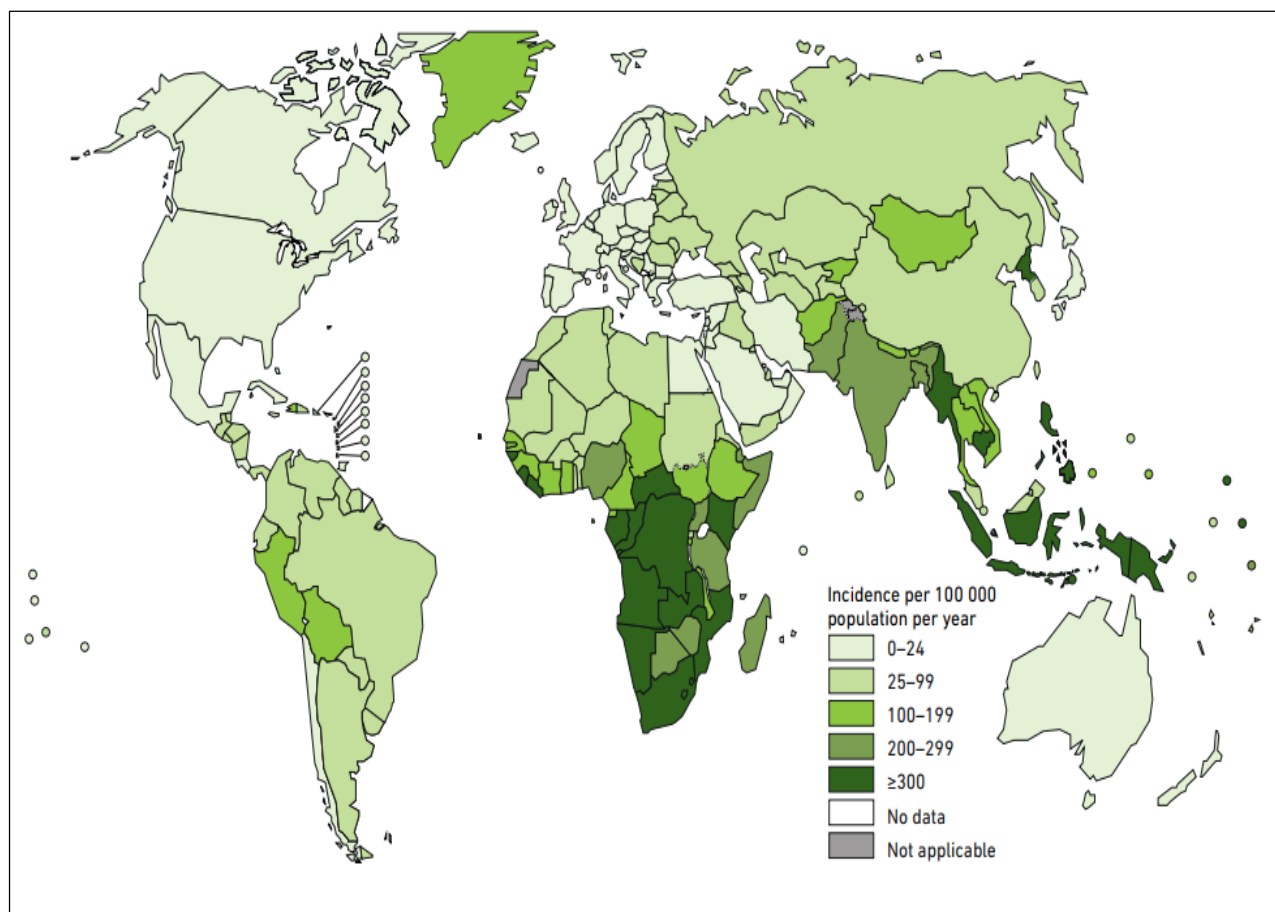 Incidence per 100 000
population per year
0–24
25–99
100–199
200–299
≥300
No data
Not applicable